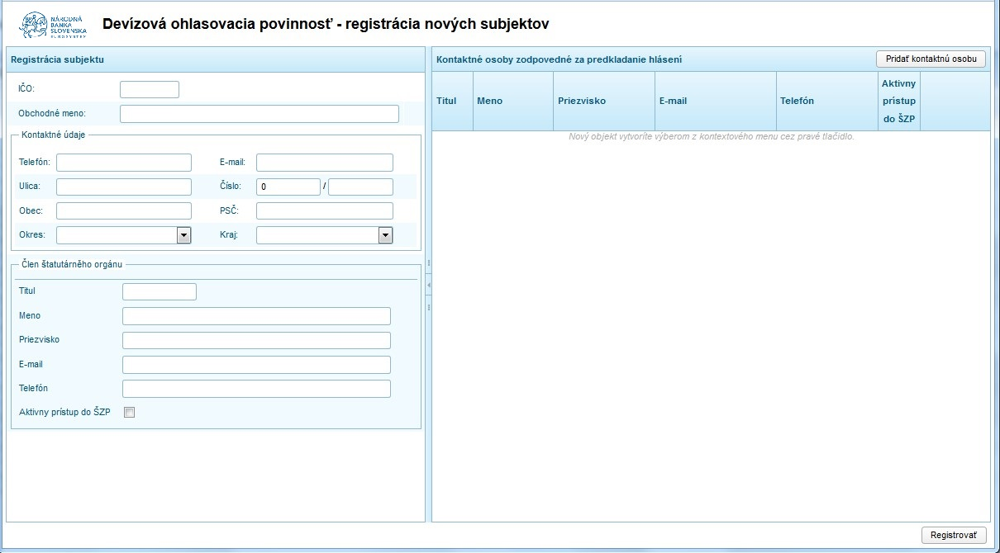 NÁRODNÁ
BANKA
SLOVENSKA
EUROSYSTÉM
Devízová ohlasovacia povinnosť - registrácia nových subjektov
Registrácia subjektu
IČO:
Obchodné meno:
Kontaktné údaje
Telefón:
E-mail:
Ulica:
Číslo: 0 /
Obec:
PSČ:
Okres:
Kraj:
Člen štatutárného orgánu
Titul
Meno
Priezvisko
E-mail
Telefón
Aktivny prístup do ŠZP
Kontaktné osoby zodpovedné za predkladanie hlásení
Pridať kontaktnú osobu
Titul
Meno
Priezvisko
E-mail
Telefón
Aktivny
prístup
do ŠZP
Nový objekt vytvoríte výberom z kontextového menu cez pravé tlačidlo.
Registrovať